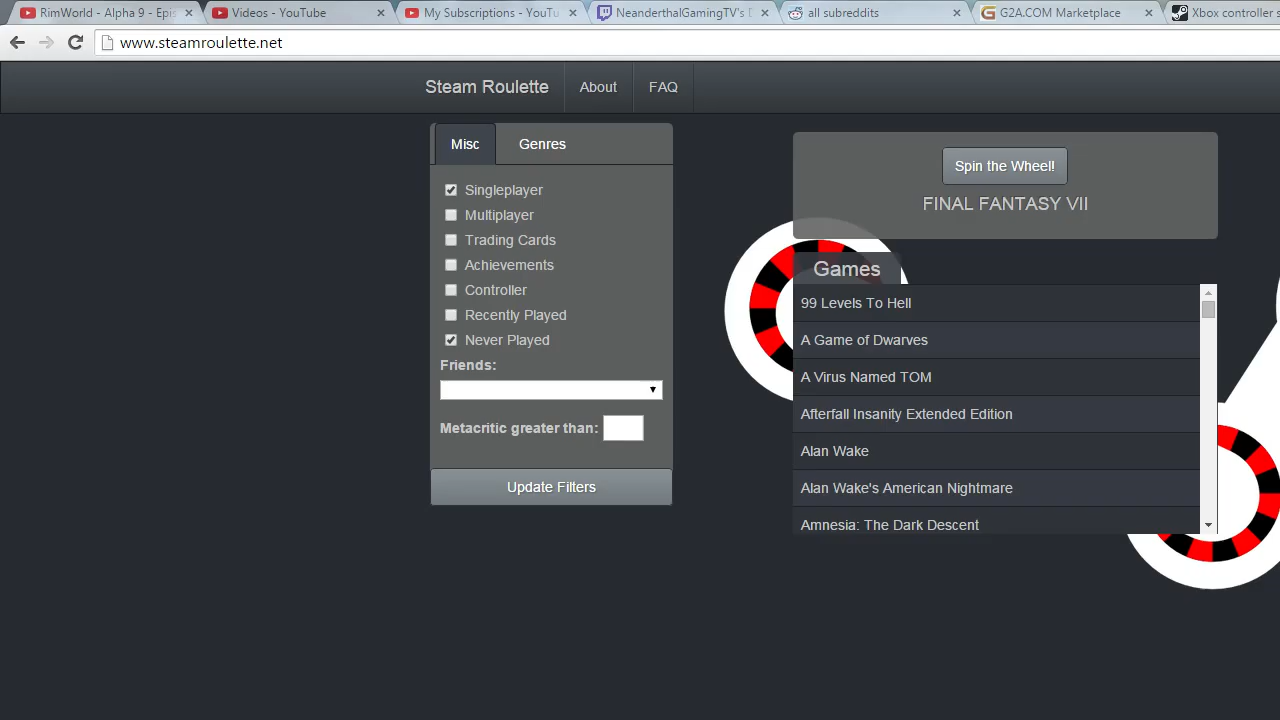 RimWorld - Alpha 9 - Epis
Videos - YouTube
My Subscriptions - YouTu
NeanderthalGamingTV's D
all subreddits
G2A.COM Marketplace
Xbox controller
www.steamroulette.net
Steam Roulette
About
FAQ
Misc
Genres
Singleplayer
Multiplayer
Trading Cards
Achievements
Controller
Recently Played
Never Played
Friends:
Metacritic greater than:
Update Filters
Spin the Wheel!
FINAL FANTASY VII
Games
99 Levels To Hell
A Game of Dwarves
A Virus Named TOM
Afterfall Insanity Extended Edition
Alan Wake
Alan Wake's American Nightmare
Amnesia: The Dark Descent